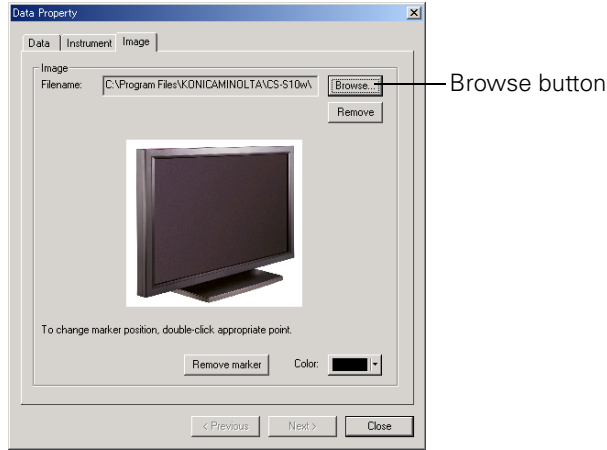 Data Property
Data Instrument Image
Image
Filename: C:\Program Files\KONICAMINOLTA\CS-S10w\ Browse... Browse button
Remove
To change marker position, double-click appropriate point.
Remove marker Color:
< Previous Next > Close